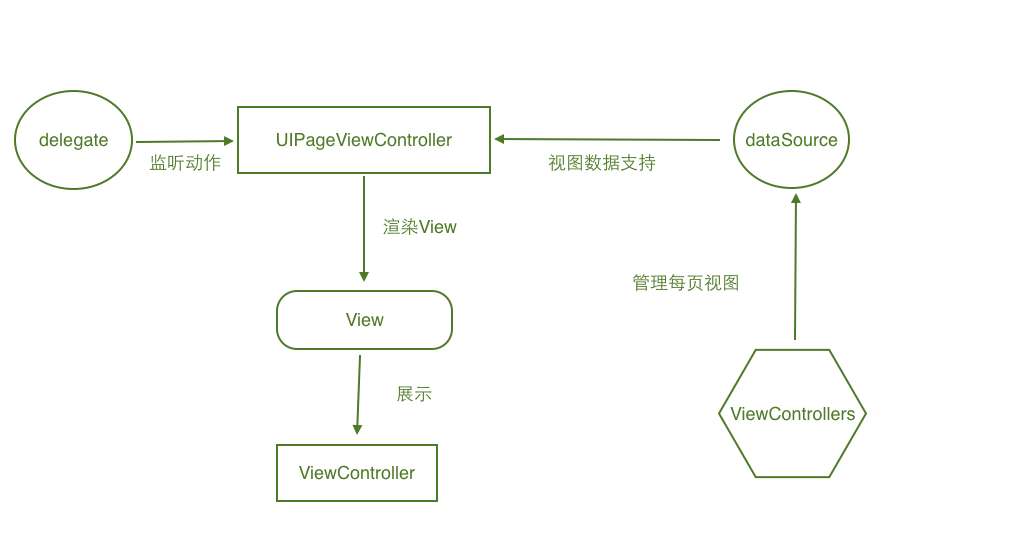 delegate
监听动作
UIPageViewController
视图数据支持
dataSource
渲染View
管理每页视图
View
展示
ViewControllers
ViewController